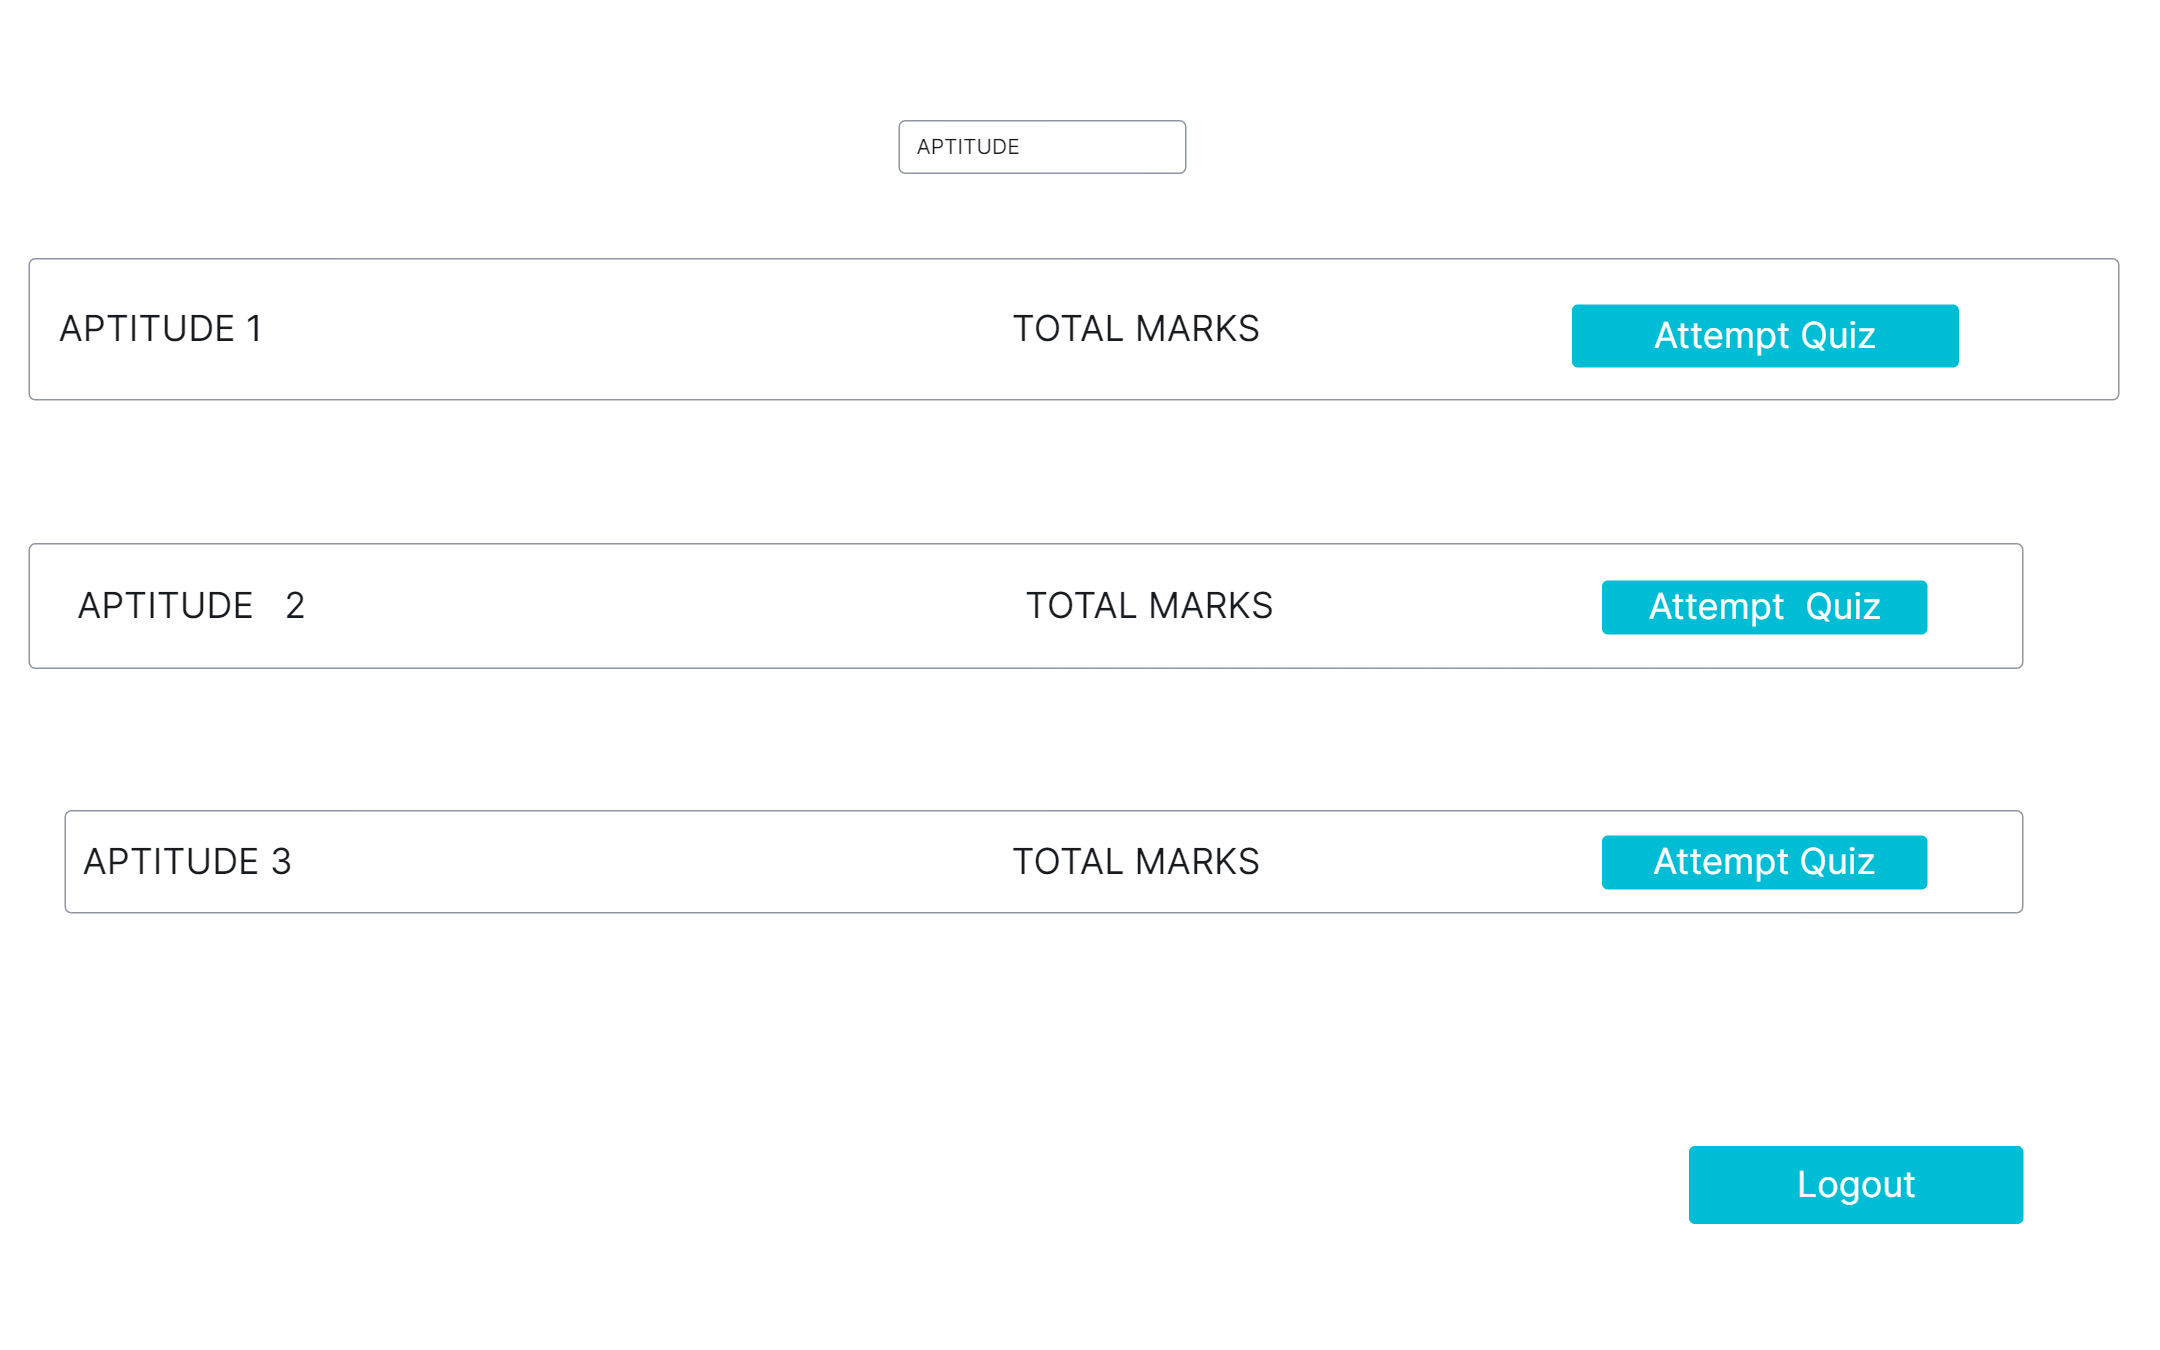 APTITUDE
APTITUDE 1 TOTAL MARKS Attempt Quiz
APTITUDE 2 TOTAL MARKS Attempt Quiz
APTITUDE 3 TOTAL MARKS Attempt Quiz
Logout